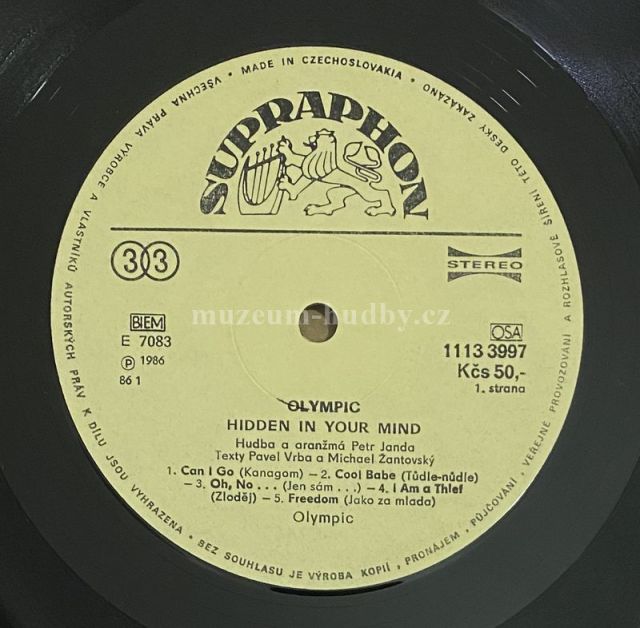 VŠECHNA PRÁVA VÝROBCE A VLASTNÍKŮ AUTORSKÝCH PRÁV K DÍLU JSOU VYHRAZENA • BEZ SOUHLASU JE VÝROBA KOPIÍ, PRONÁJEM, PŮJČOVÁNÍ, VEŘEJNÉ PROVOZOVÁNÍ A ROZHLASOVÉ ŠÍŘENÍ TÉTO DESKY ZAKÁZÁNO • MADE IN CZECHOSLOVAKIA •
SUPRAPHON
33
STEREO
muzeum-hudby.cz
BIEM
E 7083
Ⓟ 1986
86 1
OSA
1113 3997
Kčs 50,-
1. strana
OLYMPIC
HIDDEN IN YOUR MIND
Hudba a aranžmá Petr Janda
Texty Pavel Vrba a Michael Žantovský
1. Can I Go (Kanagom) – 2. Cool Babe (Tůdle-nůdle)
– 3. Oh, No . . . (Jen sám . . .) – 4. I Am a Thief
(Zloděj) – 5. Freedom (Jako za mlada)
Olympic